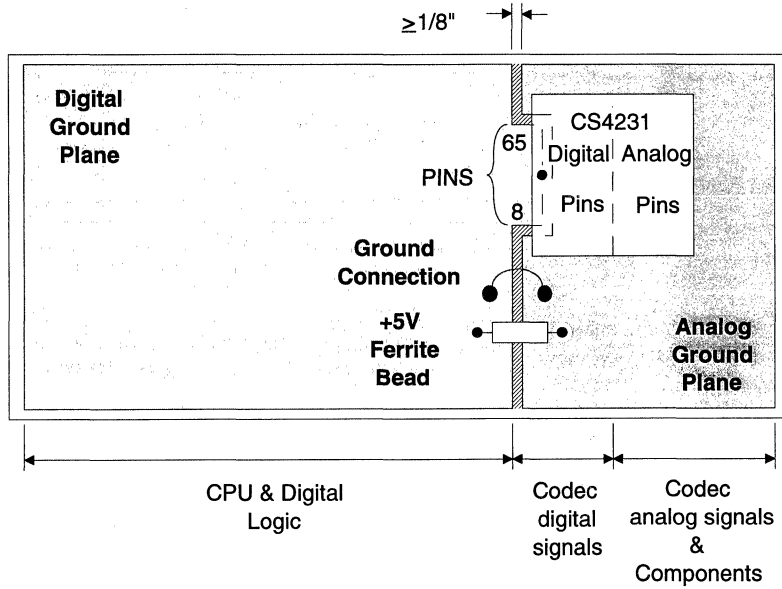 ≥1/8"
Digital
Ground
Plane
CS4231
65
Digital
Analog
PINS
8
Pins
Pins
Ground
Connection
+5V
Ferrite
Bead
Analog
Ground
Plane
CPU & Digital
Logic
Codec
digital
signals
Codec
analog signals
&
Components